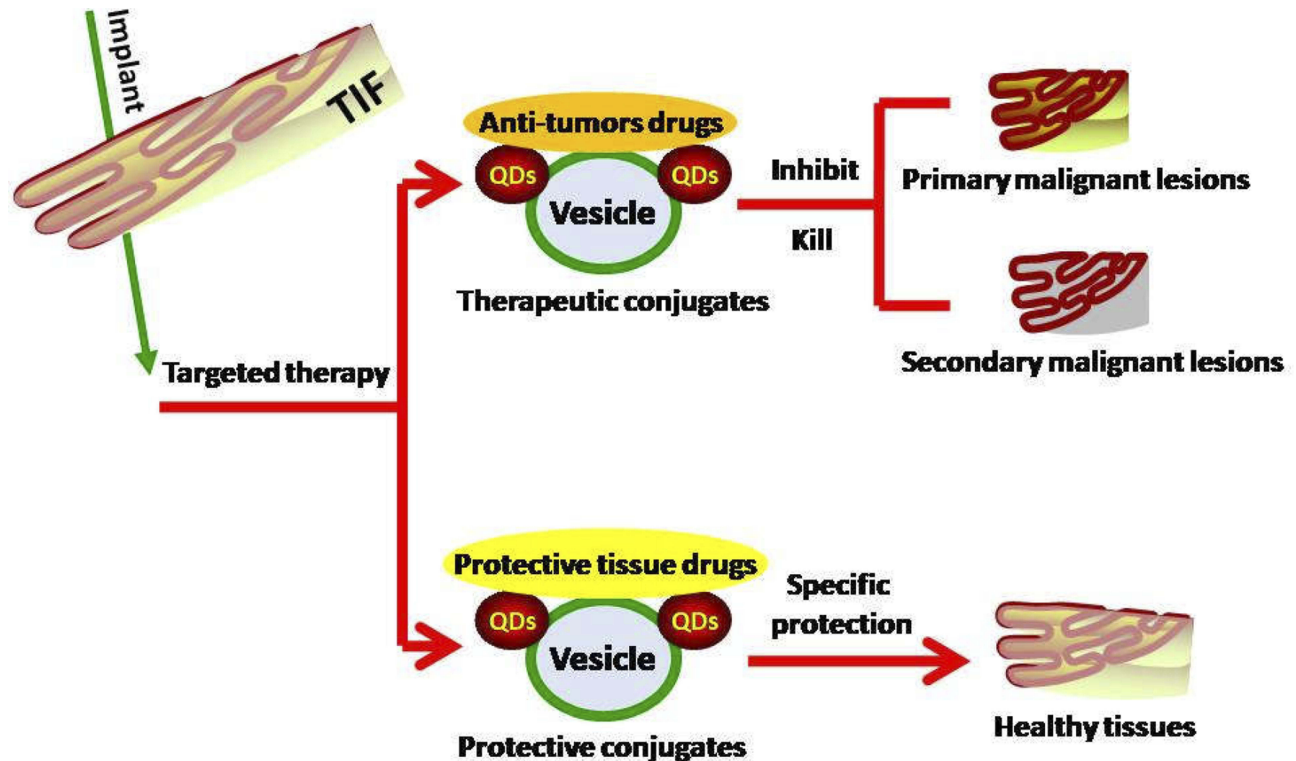 Implant
TIF
Targeted therapy
Anti-tumors drugs
QDs
QDs
Vesicle
Therapeutic conjugates
Inhibit
Kill
Primary malignant lesions
Secondary malignant lesions
Protective tissue drugs
QDs
QDs
Vesicle
Protective conjugates
Specific
protection
Healthy tissues